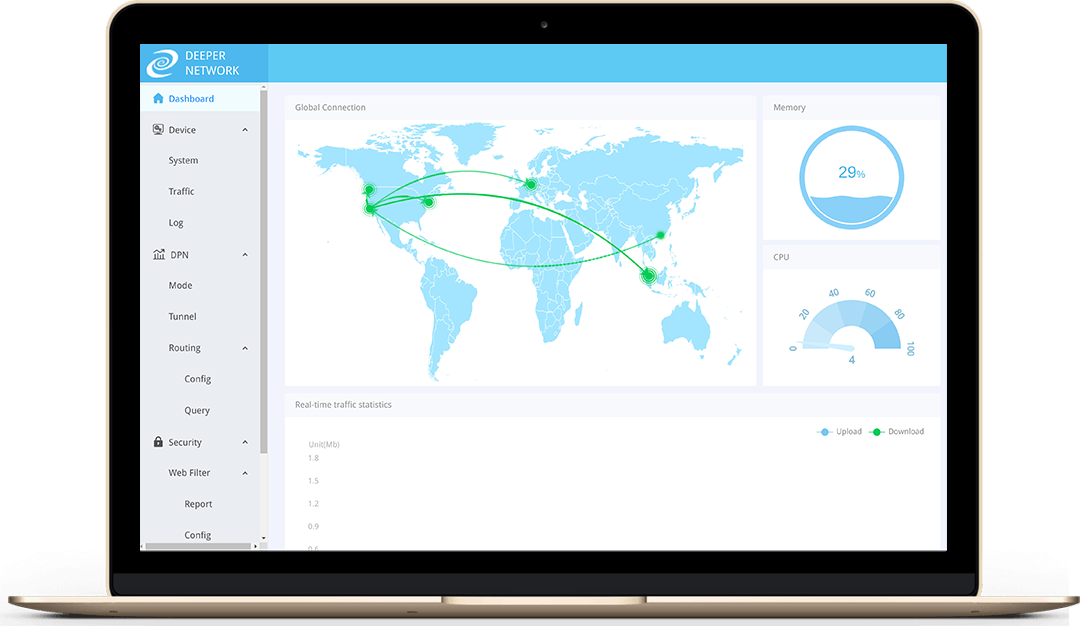 DEEPER
NETWORK
Dashboard
Device
System
Traffic
Log
DPN
Mode
Tunnel
Routing
Config
Query
Security
Web Filter
Report
Config
Global Connection
Memory
29%
CPU
0
20
40
60
80
100
4
Real-time traffic statistics
Upload
Download
Unit(Mb)
1.8
1.5
1.2
0.9
0.6